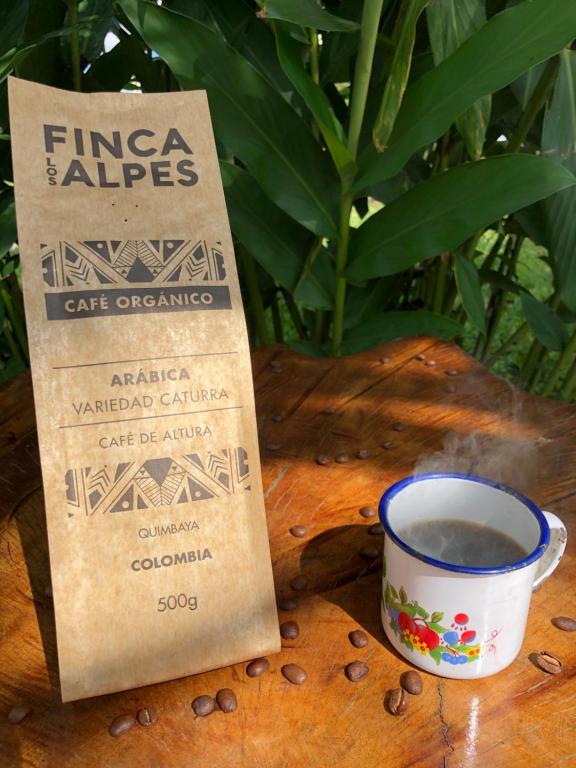 FINCA
LOS ALPES
CAFÉ ORGÁNICO
ARÁBICA
VARIEDAD CATURRA
CAFÉ DE ALTURA
QUIMBAYA
COLOMBIA
500g